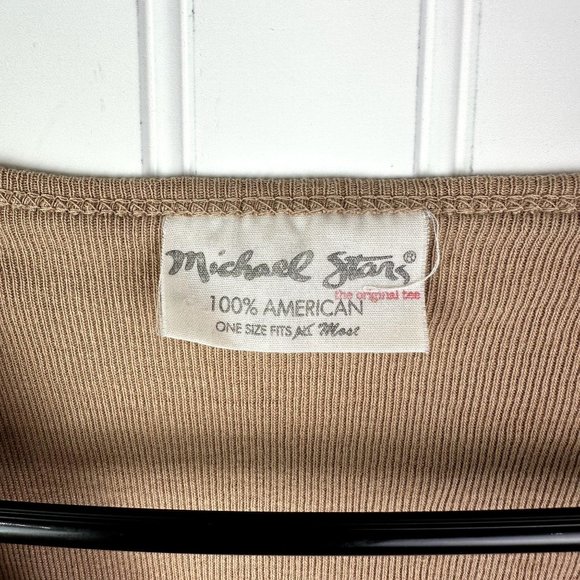 Michael Stars®
the original tee
100% AMERICAN
ONE SIZE FITS ALL Most